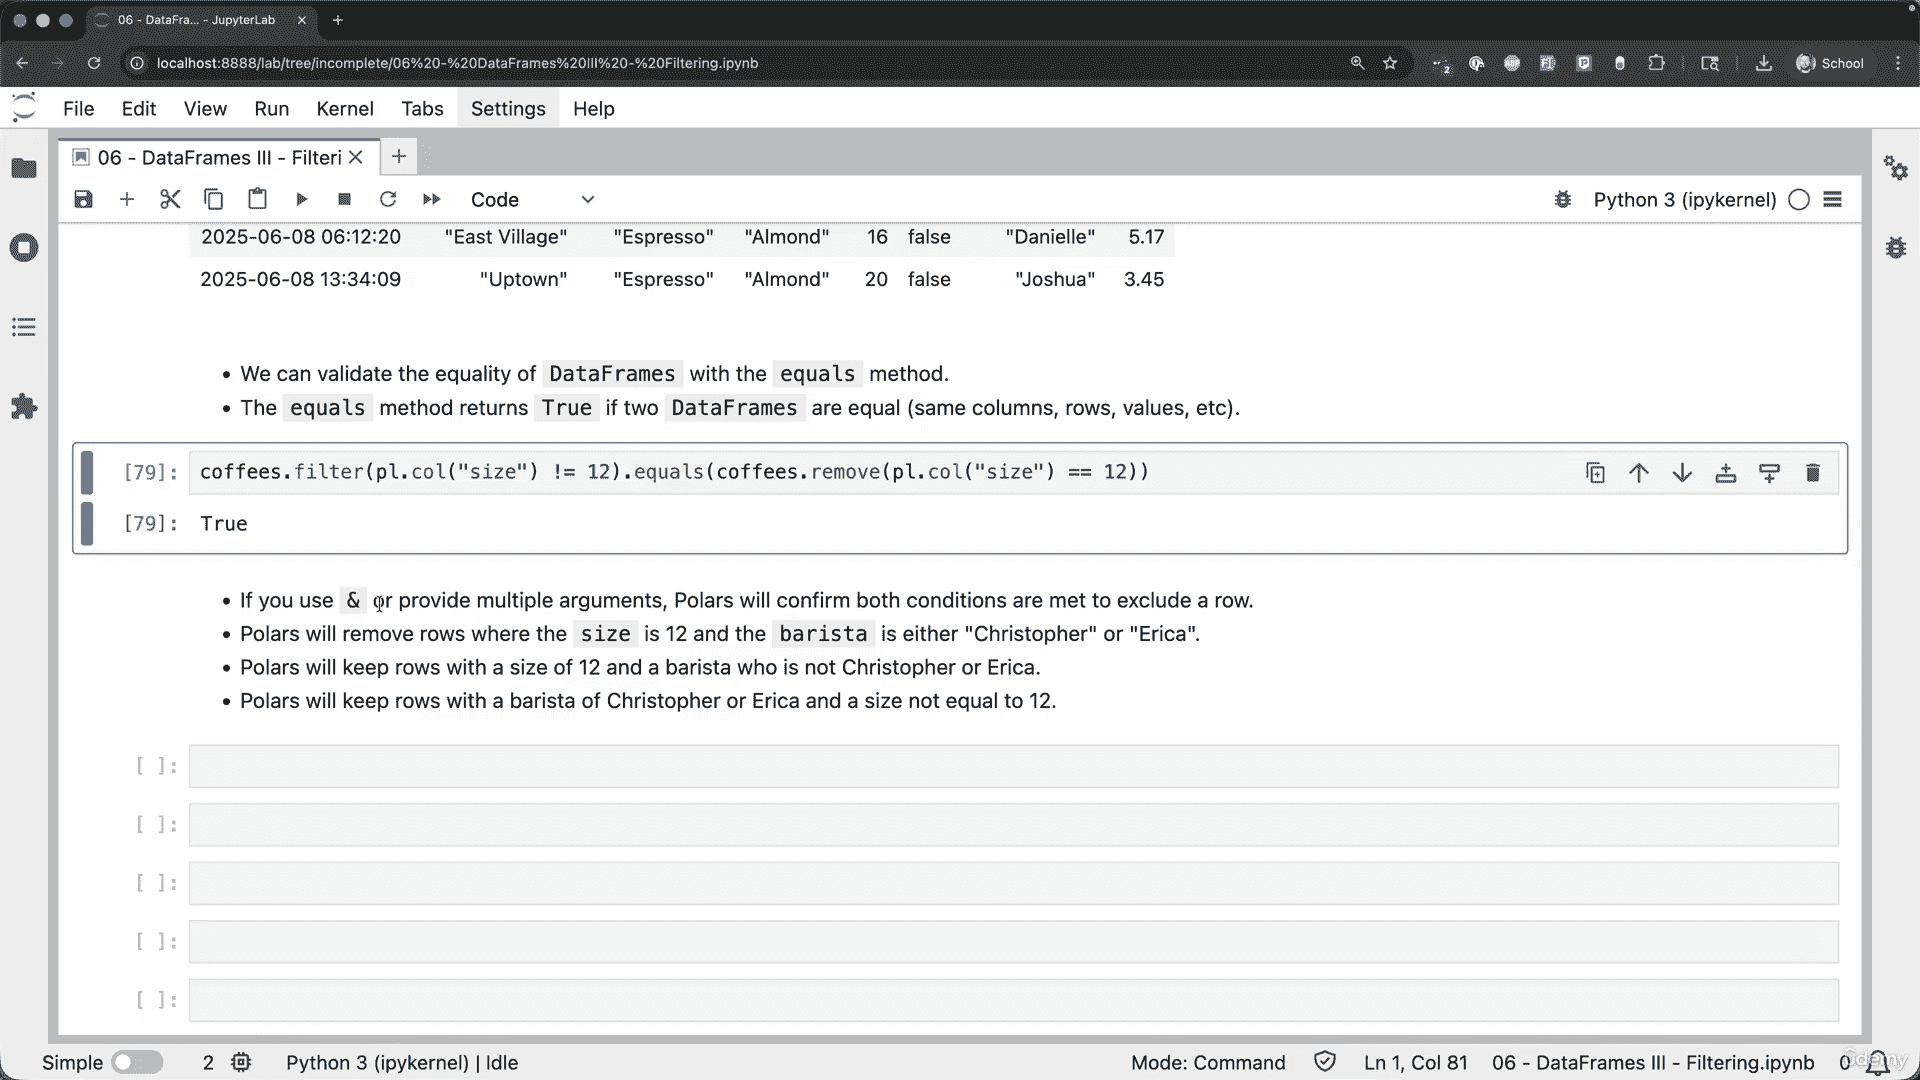 06 - DataFra... - JupyterLab
localhost:8888/lab/tree/incomplete/06%20-%20DataFrames%20III%20-%20Filtering.ipynb
2
School
File Edit View Run Kernel Tabs Settings Help
06 - DataFrames III - Filteri
Code
Python 3 (ipykernel)
2025-06-08 06:12:20 "East Village" "Espresso" "Almond" 16 false "Danielle" 5.17
2025-06-08 13:34:09 "Uptown" "Espresso" "Almond" 20 false "Joshua" 3.45
• We can validate the equality of DataFrames with the equals method.
• The equals method returns True if two DataFrames are equal (same columns, rows, values, etc).
[79]: coffees.filter(pl.col("size") != 12).equals(coffees.remove(pl.col("size") == 12))
[79]: True
• If you use & or provide multiple arguments, Polars will confirm both conditions are met to exclude a row.
• Polars will remove rows where the size is 12 and the barista is either "Christopher" or "Erica".
• Polars will keep rows with a size of 12 and a barista who is not Christopher or Erica.
• Polars will keep rows with a barista of Christopher or Erica and a size not equal to 12.
[ ]:
[ ]:
[ ]:
[ ]:
[ ]:
Simple 2 Python 3 (ipykernel) | Idle Mode: Command Ln 1, Col 81 06 - DataFrames III - Filtering.ipynb 0
Udemy